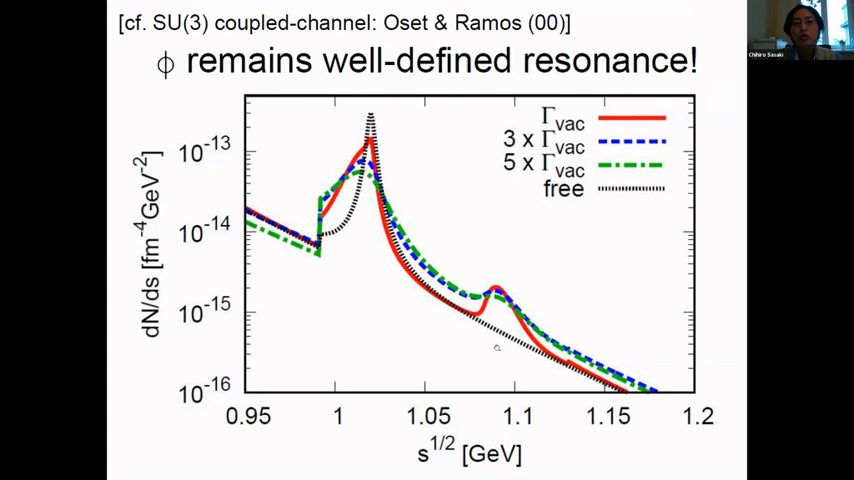 [cf. SU(3) coupled-channel: Oset & Ramos (00)]
ϕ remains well-defined resonance!
Chihiro Sasaki
Γvac
3 x Γvac
5 x Γvac
free
10⁻¹³
10⁻¹⁴
10⁻¹⁵
10⁻¹⁶
dN/ds [fm⁻⁴GeV⁻²]
0.95 1 1.05 1.1 1.15 1.2
s^1/2 [GeV]